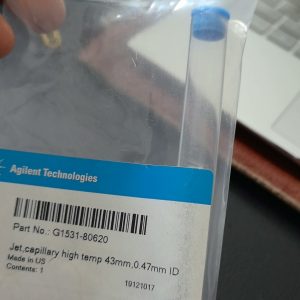 Agilent Technologies
Part No.: G1531-80620
Jet,capillary high temp 43mm,0.47mm ID
Made in US
Contents: 1
19121017